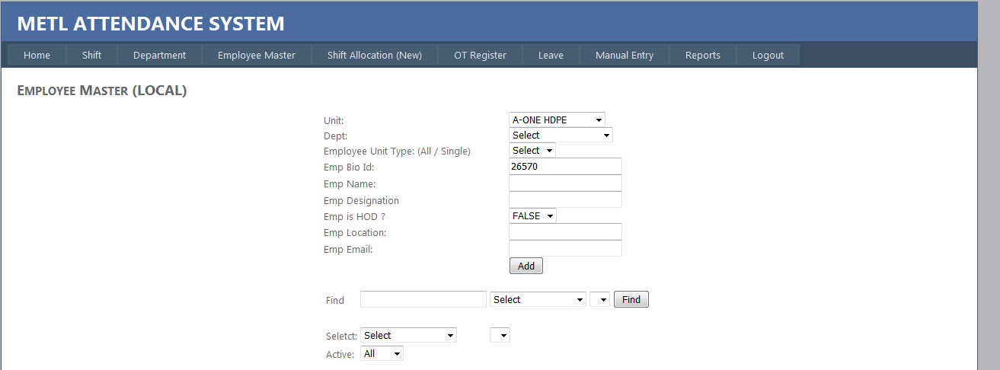 METL ATTENDANCE SYSTEM
Home Shift Department Employee Master Shift Allocation (New) OT Register Leave Manual Entry Reports Logout
EMPLOYEE MASTER (LOCAL)
Unit: A-ONE HDPE
Dept: Select
Employee Unit Type: (All / Single) Select
Emp Bio Id: 26570
Emp Name:
Emp Designation
Emp is HOD ? FALSE
Emp Location:
Emp Email:
Add
Find Select Find
Seletct: Select
Active: All